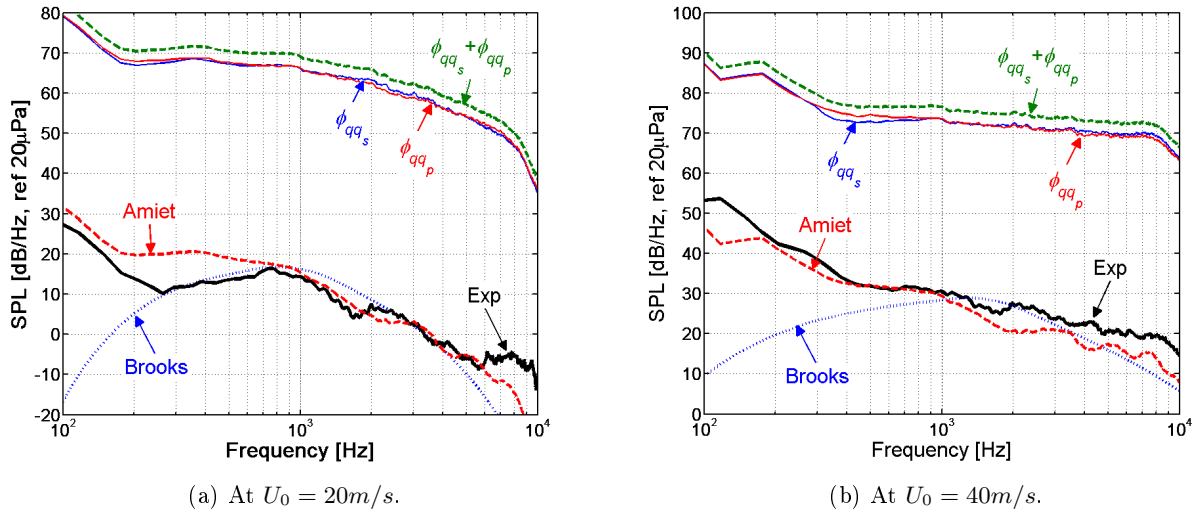 80
70
60
50
40
30
20
10
0
-10
-20
SPL [dB/Hz, ref 20μPa]
ϕqqs+ϕqqp
ϕqqs
ϕqqp
Amiet
Exp
Brooks
10^2
10^3
10^4
Frequency [Hz]
(a) At U0 = 20m/s.
100
90
80
70
60
50
40
30
20
10
0
SPL [dB/Hz, ref 20μPa]
ϕqqs+ϕqqp
ϕqqs
ϕqqp
Amiet
Exp
Brooks
10^2
10^3
10^4
Frequency [Hz]
(b) At U0 = 40m/s.